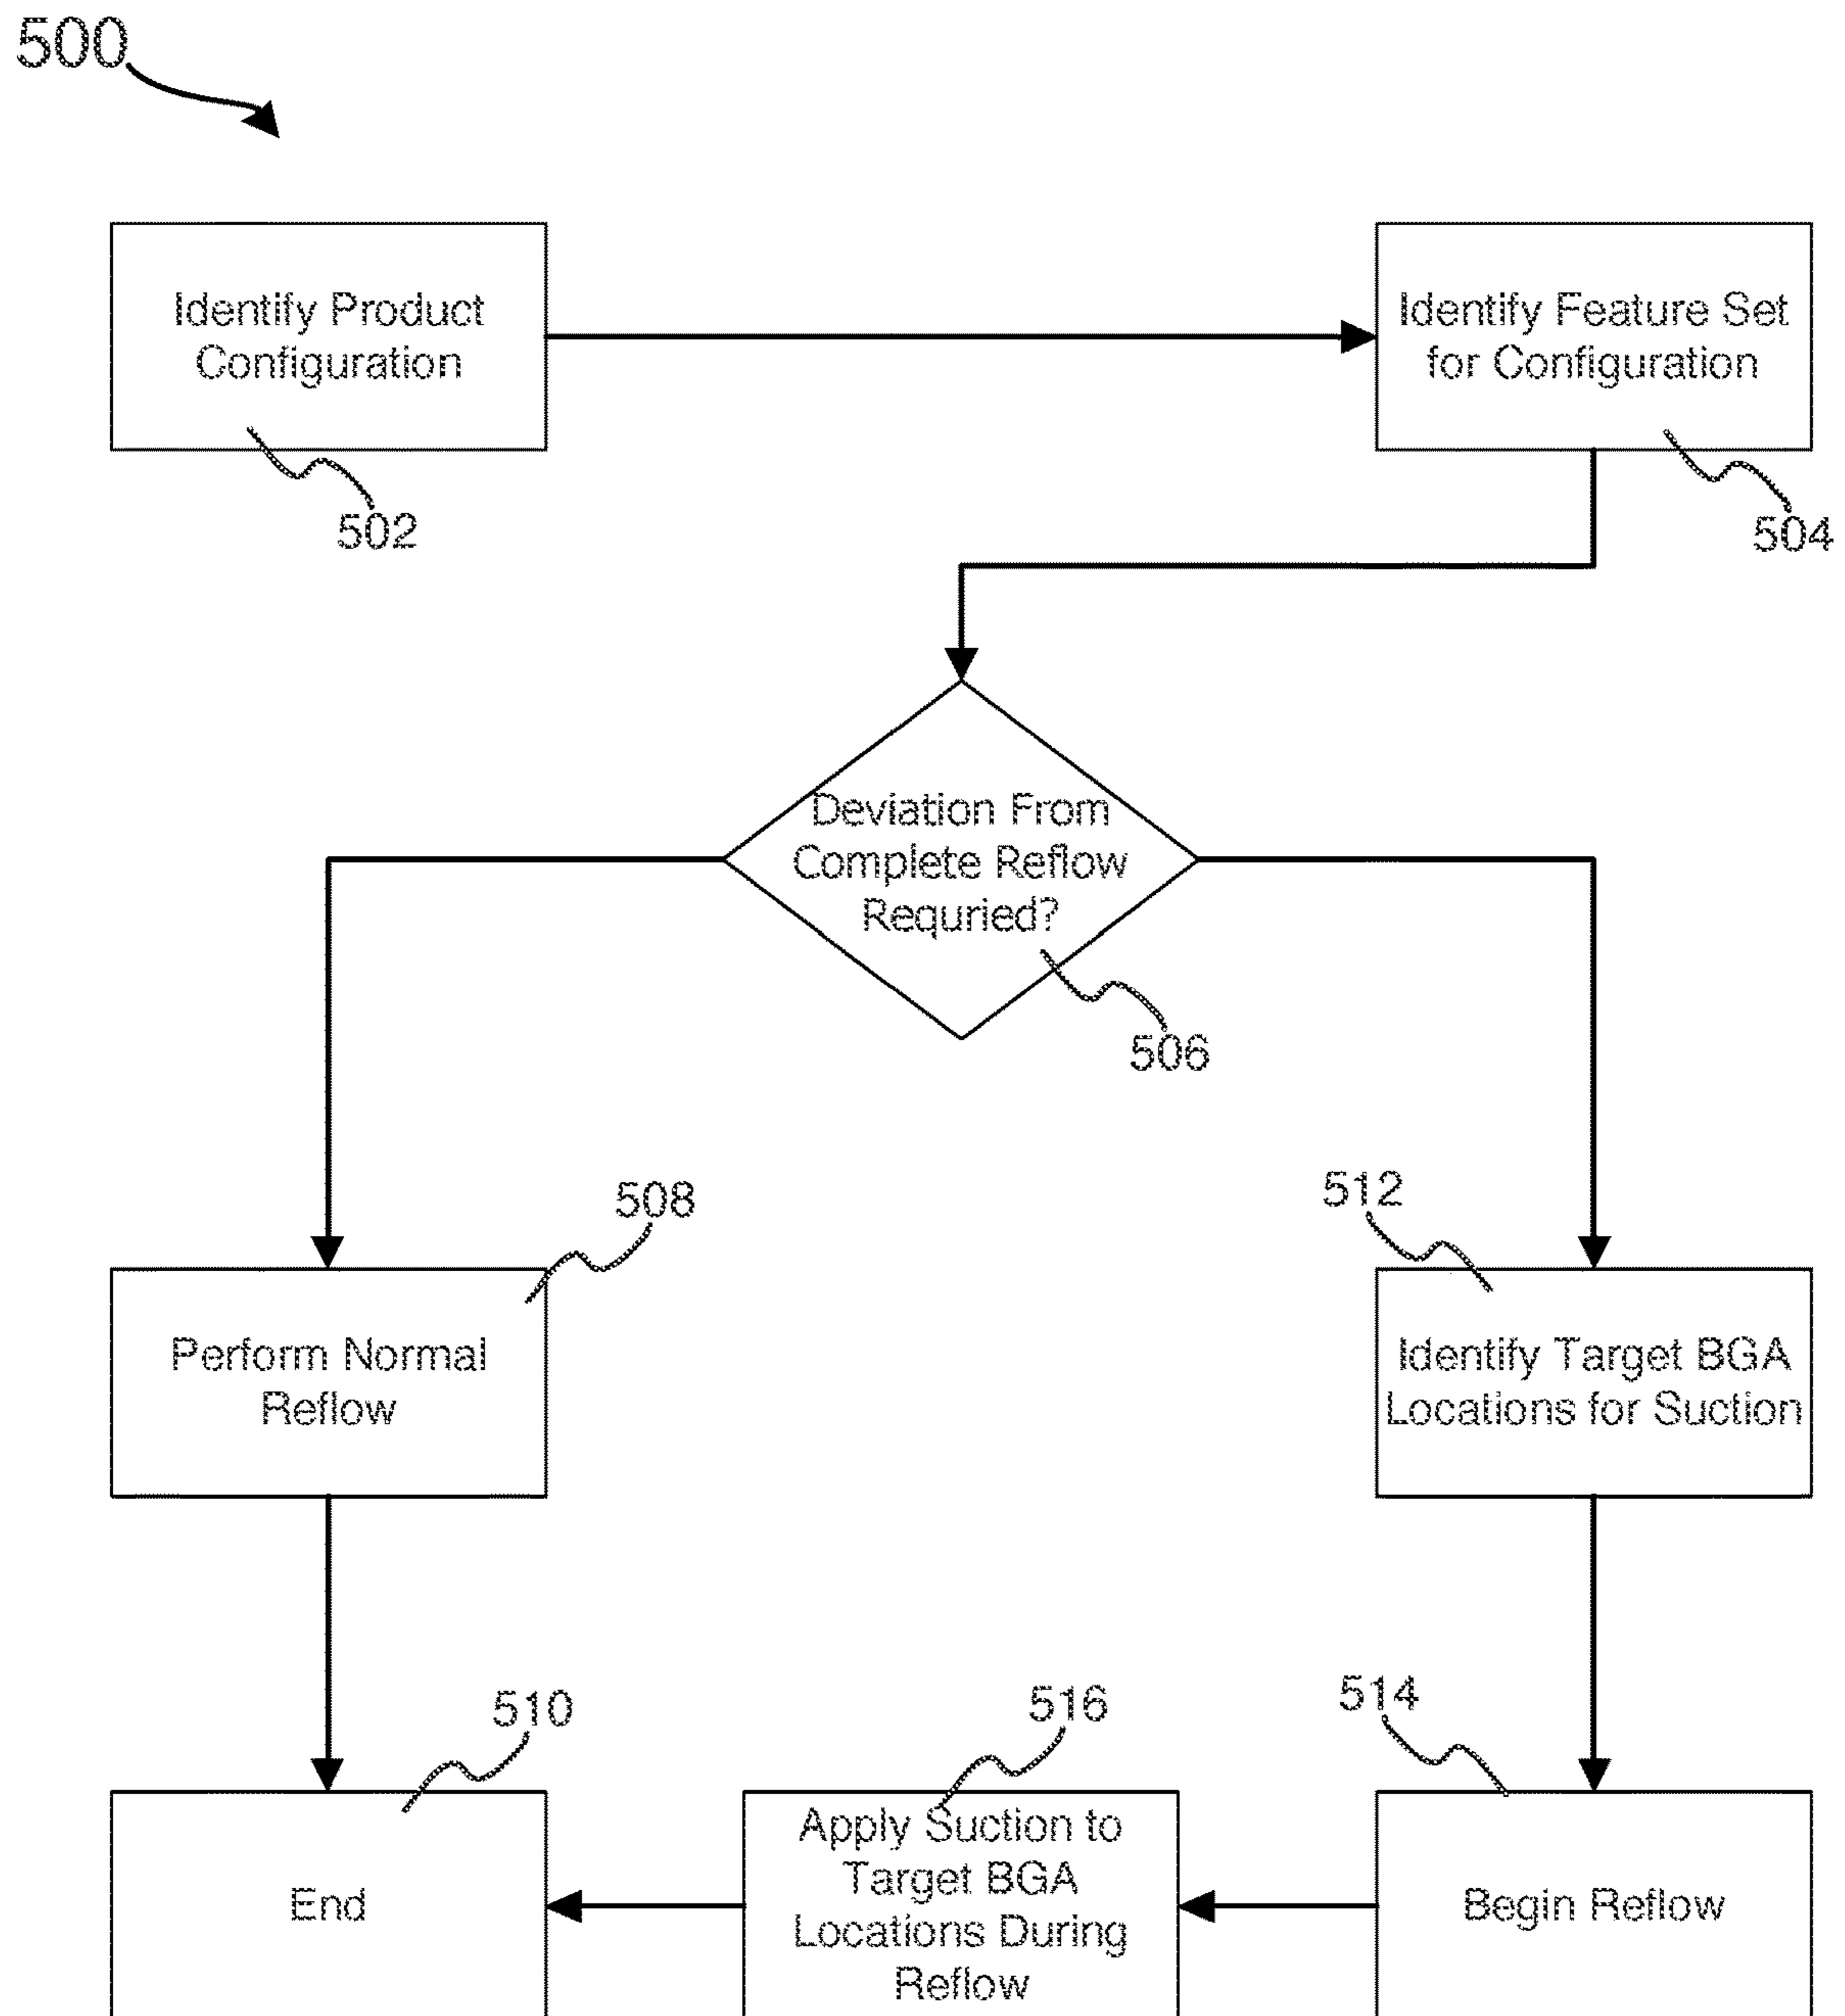 500
Identify Product
Configuration
502
Identify Feature Set
for Configuration
504
Deviation From
Complete Reflow
Requried?
506
508
Perform Normal
Reflow
512
Identify Target BGA
Locations for Suction
510
End
516
Apply Suction to
Target BGA
Locations During
Reflow
514
Begin Reflow